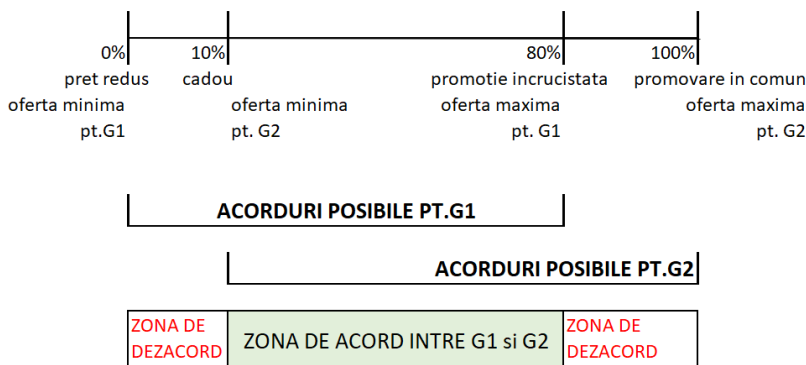 0% 10% 80% 100%
pret redus cadou promotie incrucistata promovare in comun
oferta minima oferta minima oferta maxima oferta maxima
pt.G1 pt. G2 pt. G1 pt. G2
ACORDURI POSIBILE PT.G1
ACORDURI POSIBILE PT.G2
ZONA DE
DEZACORD
ZONA DE ACORD INTRE G1 si G2
ZONA DE
DEZACORD